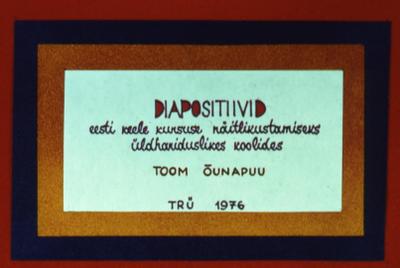 DIAPOSITIIVID
eesti keele kursuse näitlikustamiseks
üldhariduslikes koolides
TOOM ÕUNAPUU
TRÜ 1976